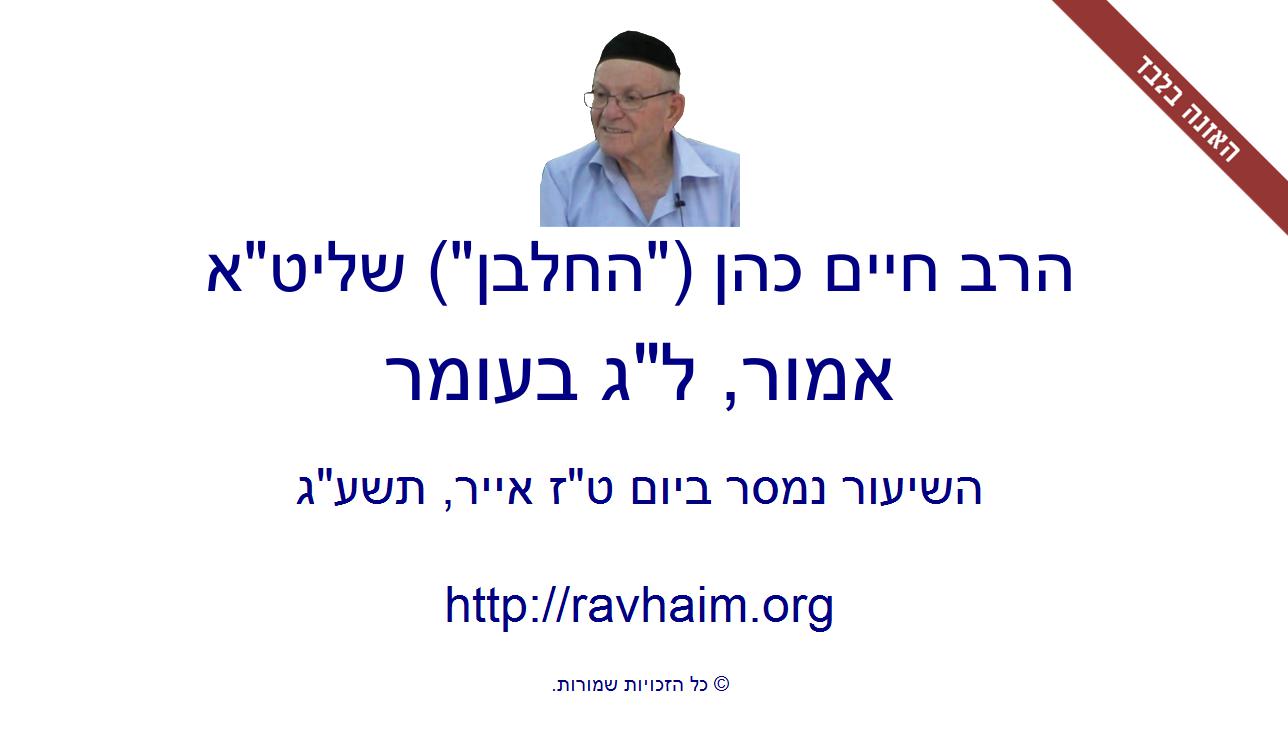 האזנה בלבד
הרב חיים כהן ("החלבן") שליט"א
אמור, ל"ג בעומר
השיעור נמסר ביום ט"ז אייר, תשע"ג
http://ravhaim.org
© כל הזכויות שמורות.